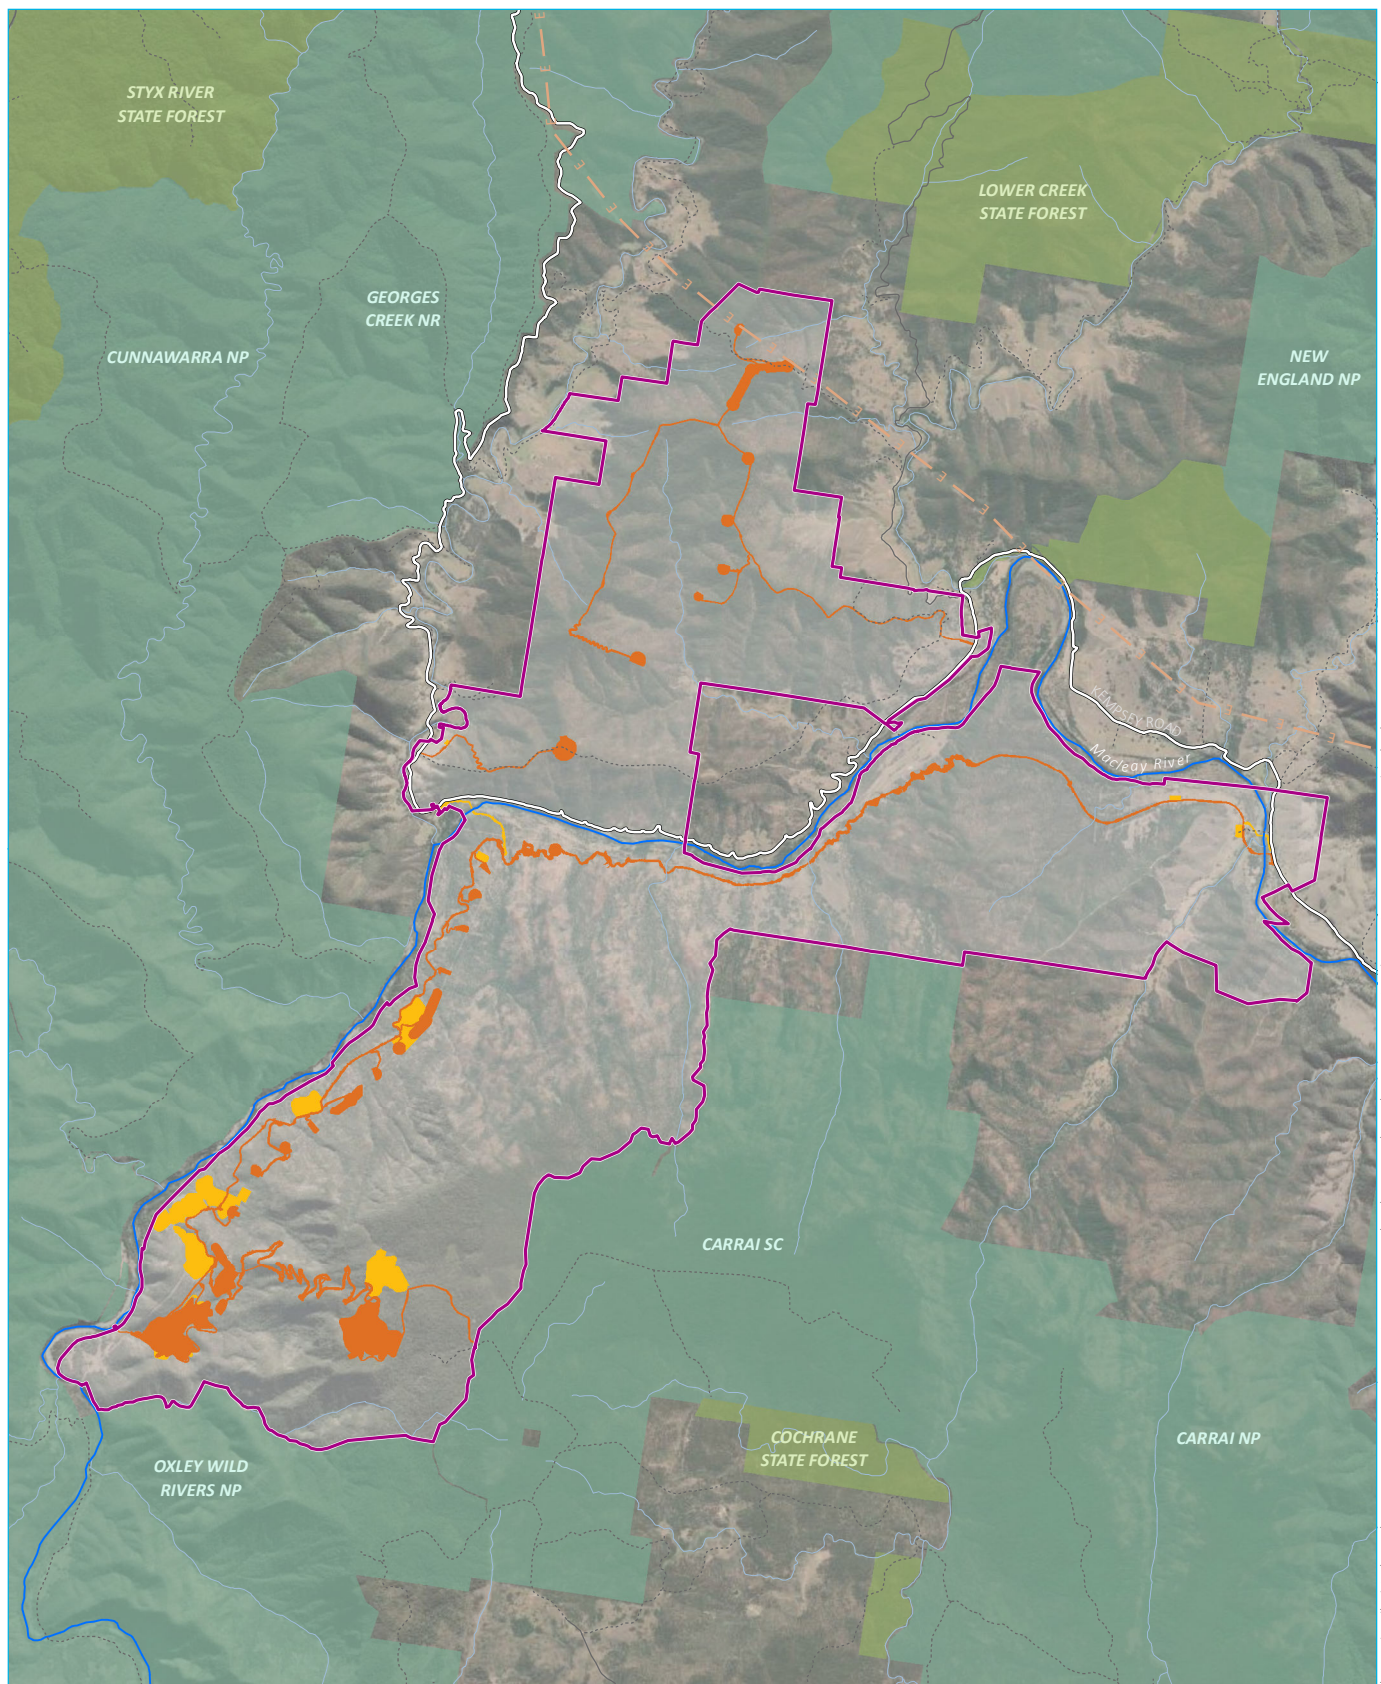 STYX RIVER
STATE FOREST
LOWER CREEK
STATE FOREST
GEORGES
CREEK NR
CUNNAWARRA NP
NEW
ENGLAND NP
KEMPSEY ROAD
Macleay River
CARRAI SC
COCHRANE
STATE FOREST
CARRAI NP
OXLEY WILD
RIVERS NP